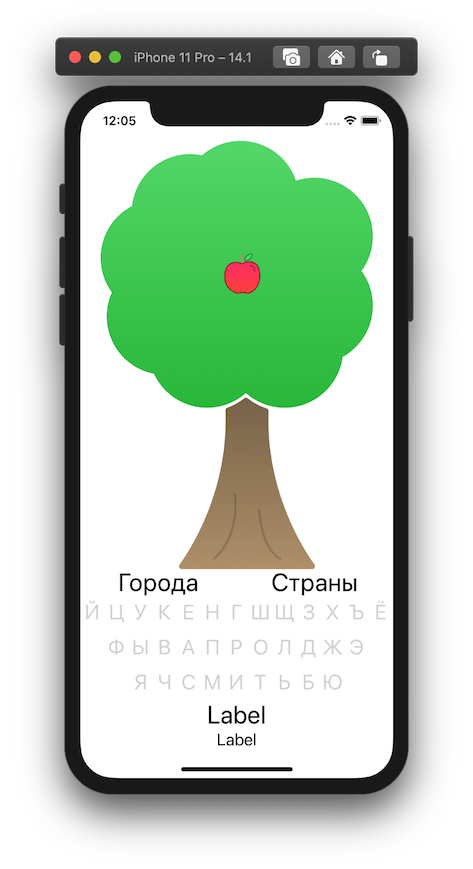 iPhone 11 Pro – 14.1
12:05
Города Страны
Й Ц У К Е Н Г Ш Щ З Х Ъ Ё
Ф Ы В А П Р О Л Д Ж Э
Я Ч С М И Т Ь Б Ю
Label
Label